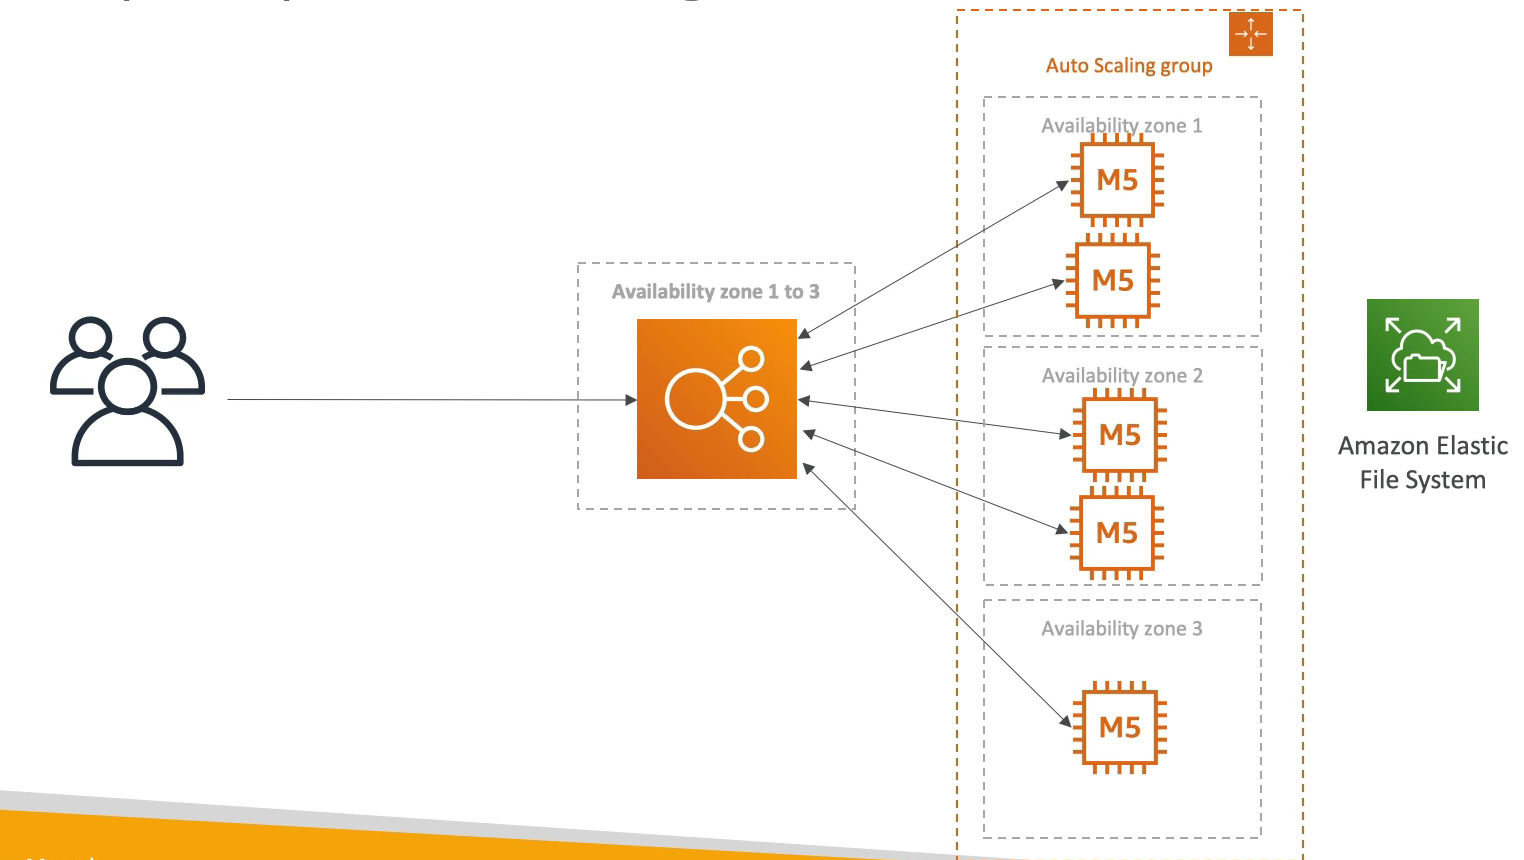 Auto Scaling group
Availability zone 1
M5
M5
Availability zone 1 to 3
Availability zone 2
M5
M5
Amazon Elastic
File System
Availability zone 3
M5